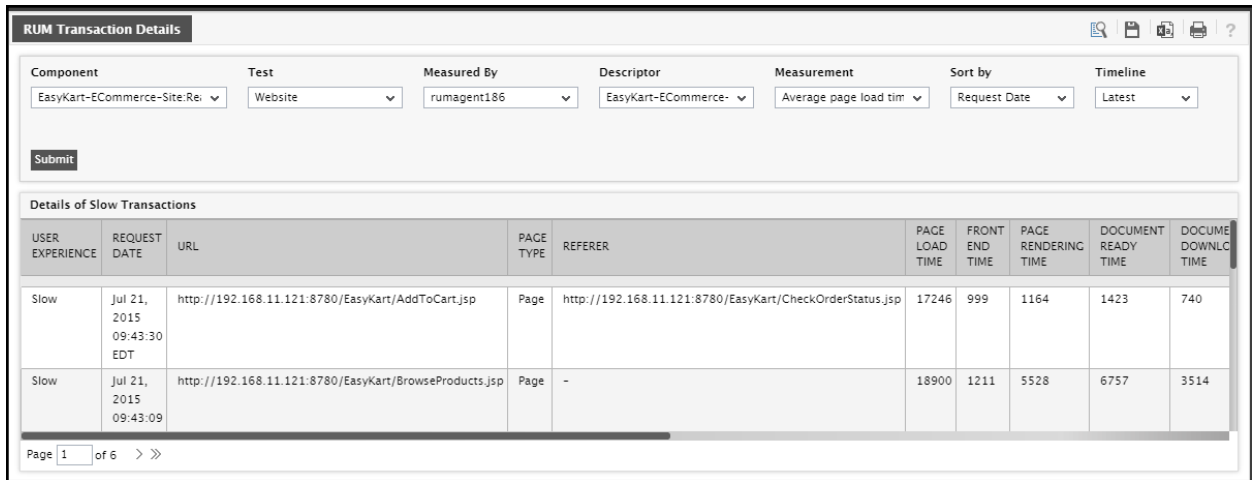 RUM Transaction Details
?
Component Test Measured By Descriptor Measurement Sort by Timeline
EasyKart-ECommerce-Site:Re Website rumagent186 EasyKart-ECommerce- Average page load tim Request Date Latest
Submit
Details of Slow Transactions
USER EXPERIENCE
REQUEST DATE
URL
PAGE TYPE
REFERER
PAGE LOAD TIME
FRONT END TIME
PAGE RENDERING TIME
DOCUMENT READY TIME
DOCUME DOWNLC TIME
Slow Jul 21, http://192.168.11.121:8780/EasyKart/AddToCart.jsp Page http://192.168.11.121:8780/EasyKart/CheckOrderStatus.jsp 17246 999 1164 1423 740
2015
09:43:30
EDT
Slow Jul 21, http://192.168.11.121:8780/EasyKart/BrowseProducts.jsp Page - 18900 1211 5528 6757 3514
2015
09:43:09
Page 1 of 6 > »